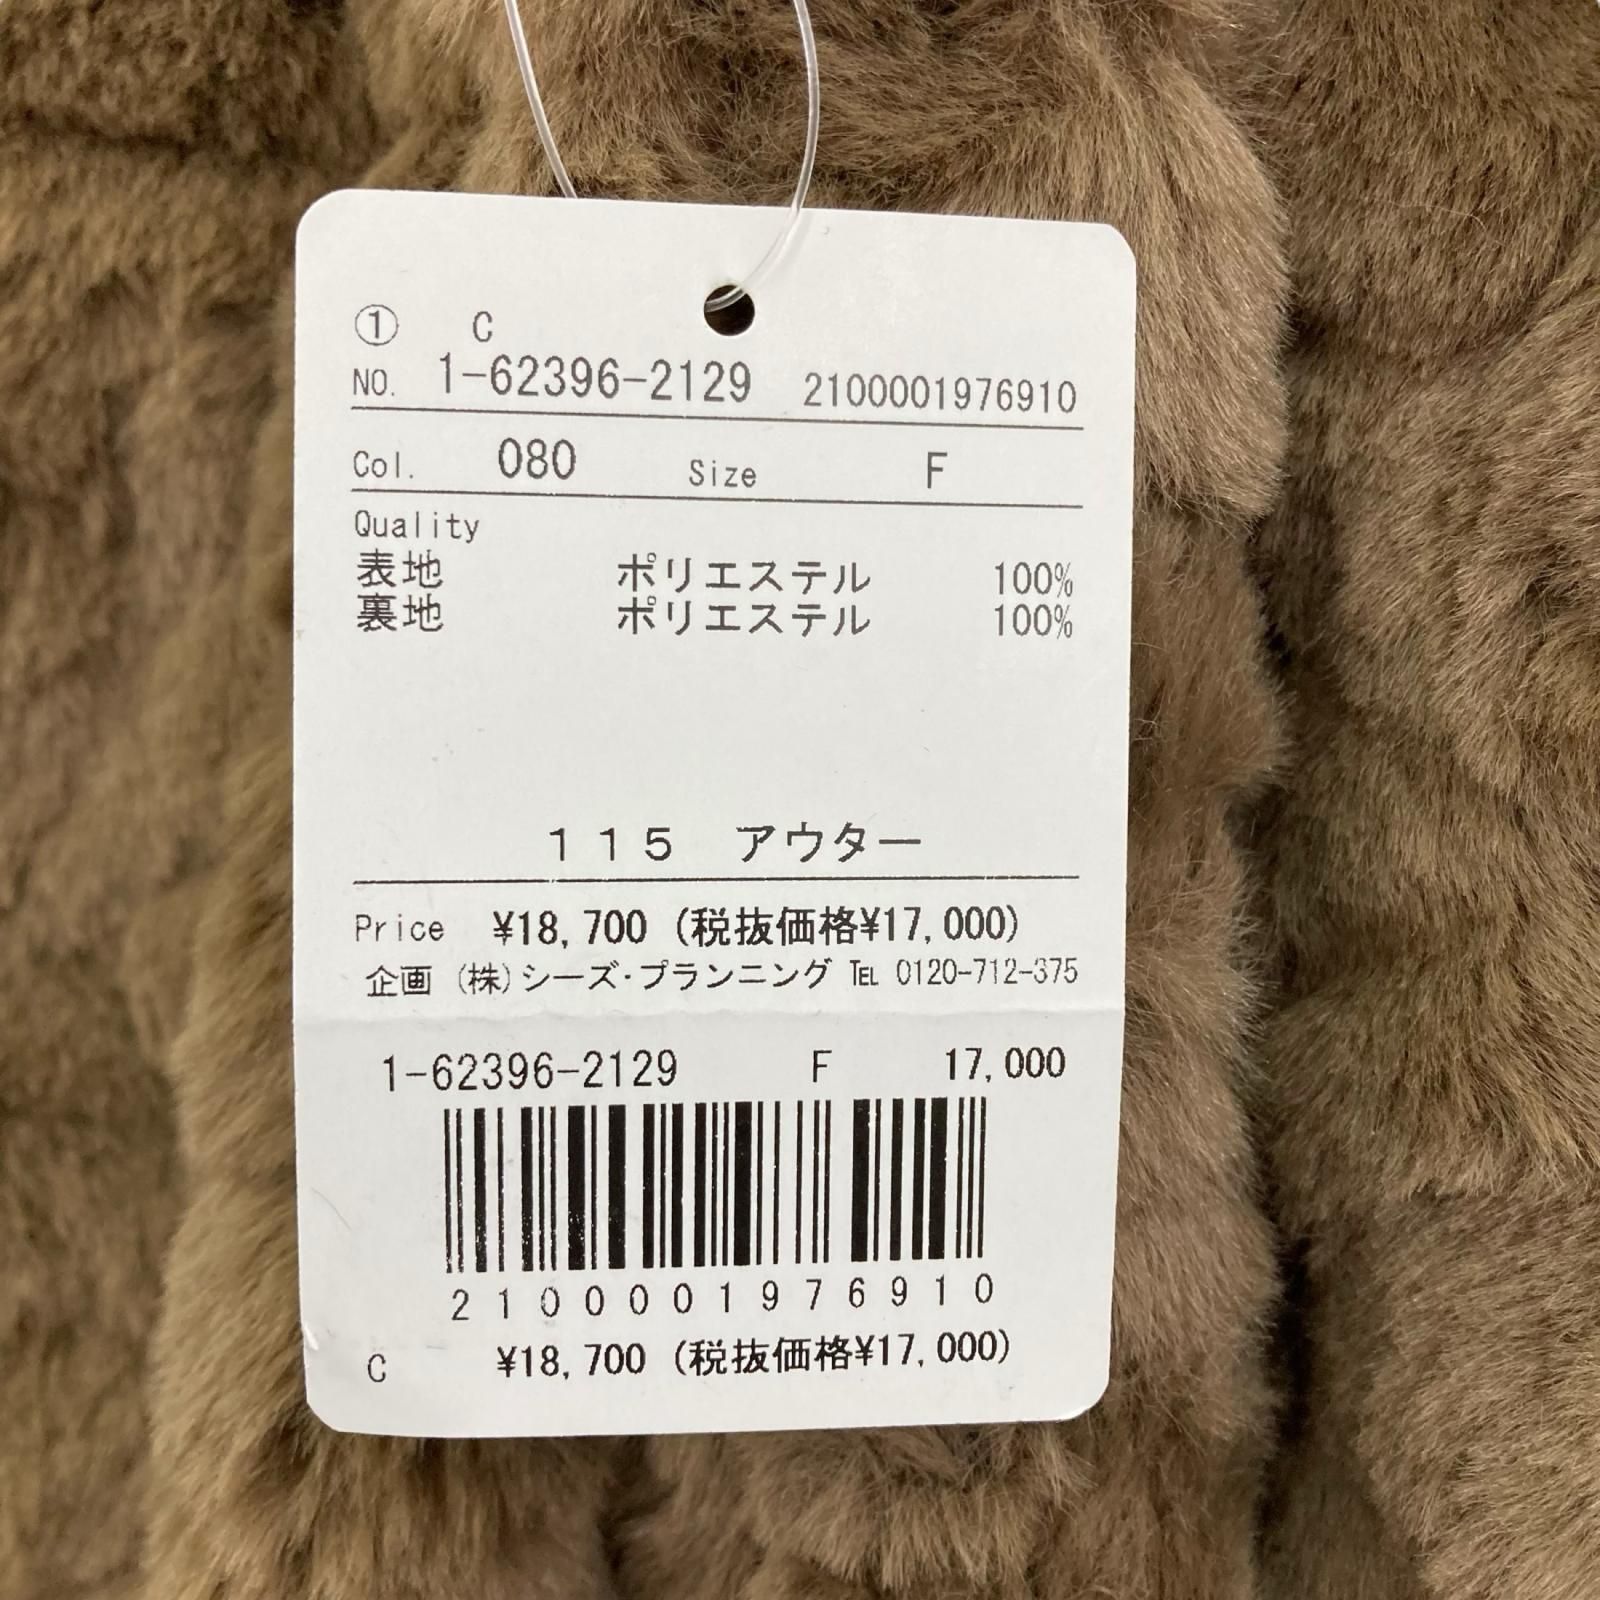 ① C
NO. 1-62396-2129 2100001976910
Col. 080 Size F
Quality
表地 ポリエステル 100%
裏地 ポリエステル 100%
１１５ アウター
Price ¥18,700 (税抜価格¥17,000)
企画 (株)シーズ・プランニング ℡ 0120-712-375
1-62396-2129 F 17,000
2100001976910
C ¥18,700 (税抜価格¥17,000)